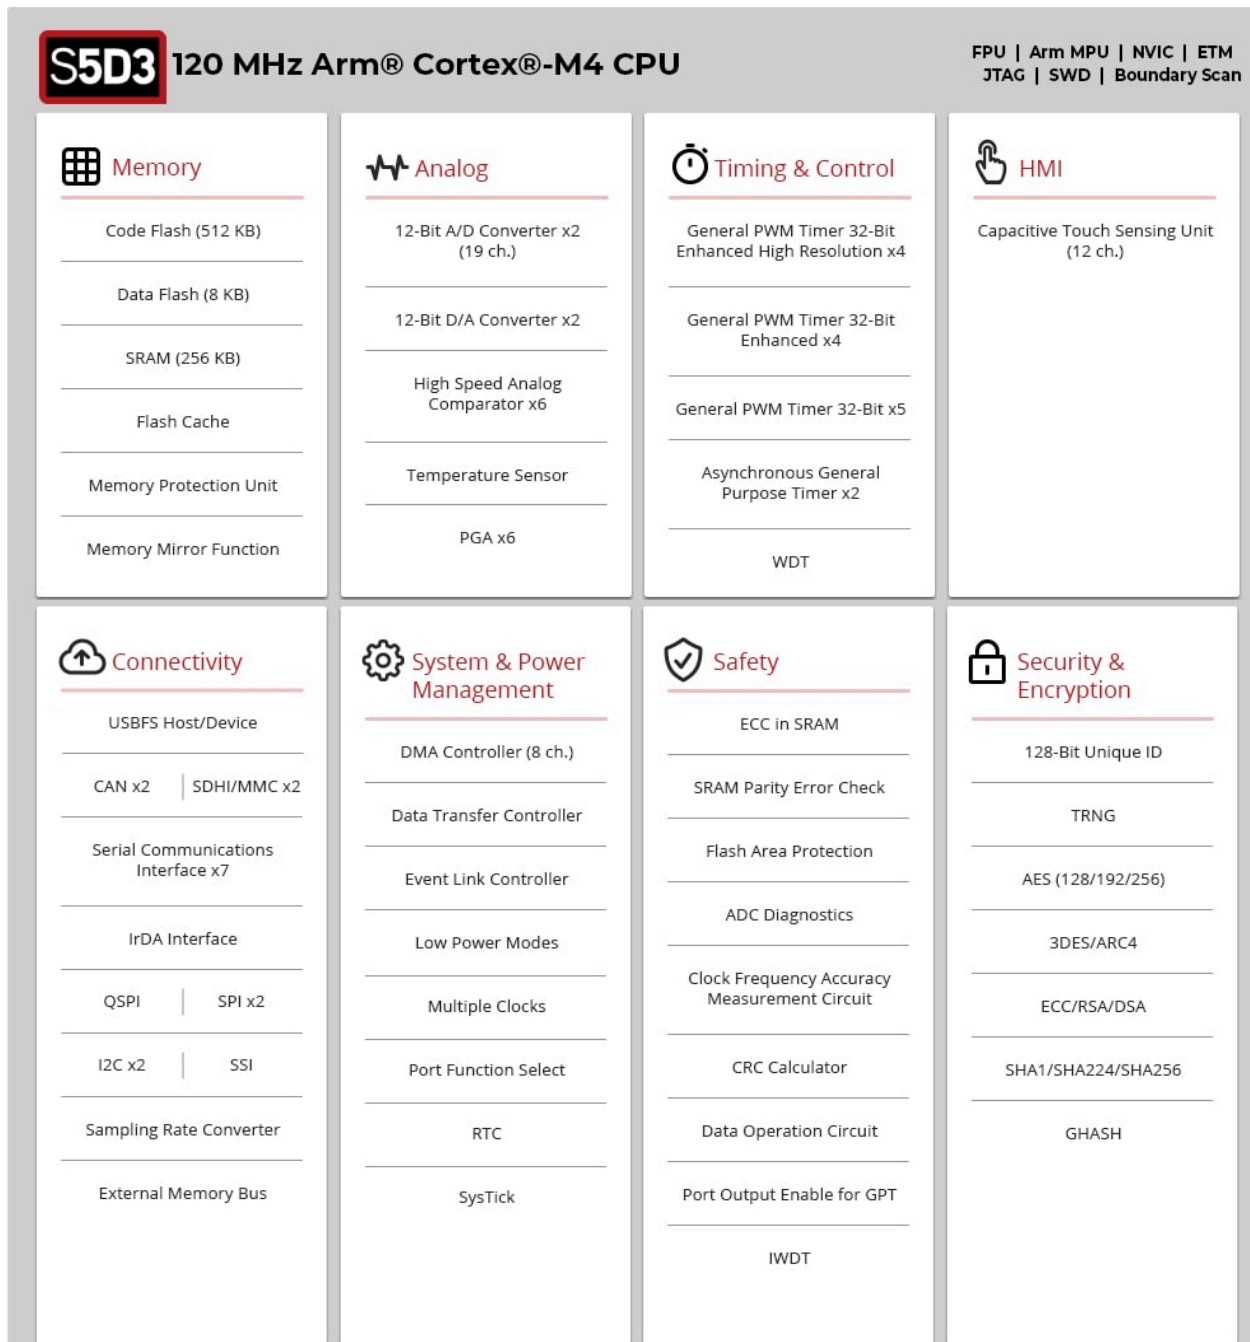 S5D3 120 MHz Arm® Cortex®-M4 CPU
FPU | Arm MPU | NVIC | ETM
JTAG | SWD | Boundary Scan
Memory
Code Flash (512 KB)
Data Flash (8 KB)
SRAM (256 KB)
Flash Cache
Memory Protection Unit
Memory Mirror Function
Analog
12-Bit A/D Converter x2
(19 ch.)
12-Bit D/A Converter x2
High Speed Analog
Comparator x6
Temperature Sensor
PGA x6
Timing & Control
General PWM Timer 32-Bit
Enhanced High Resolution x4
General PWM Timer 32-Bit
Enhanced x4
General PWM Timer 32-Bit x5
Asynchronous General
Purpose Timer x2
WDT
HMI
Capacitive Touch Sensing Unit
(12 ch.)
Connectivity
USBFS Host/Device
CAN x2 | SDHI/MMC x2
Serial Communications
Interface x7
IrDA Interface
QSPI | SPI x2
I2C x2 | SSI
Sampling Rate Converter
External Memory Bus
System & Power
Management
DMA Controller (8 ch.)
Data Transfer Controller
Event Link Controller
Low Power Modes
Multiple Clocks
Port Function Select
RTC
SysTick
Safety
ECC in SRAM
SRAM Parity Error Check
Flash Area Protection
ADC Diagnostics
Clock Frequency Accuracy
Measurement Circuit
CRC Calculator
Data Operation Circuit
Port Output Enable for GPT
IWDT
Security &
Encryption
128-Bit Unique ID
TRNG
AES (128/192/256)
3DES/ARC4
ECC/RSA/DSA
SHA1/SHA224/SHA256
GHASH